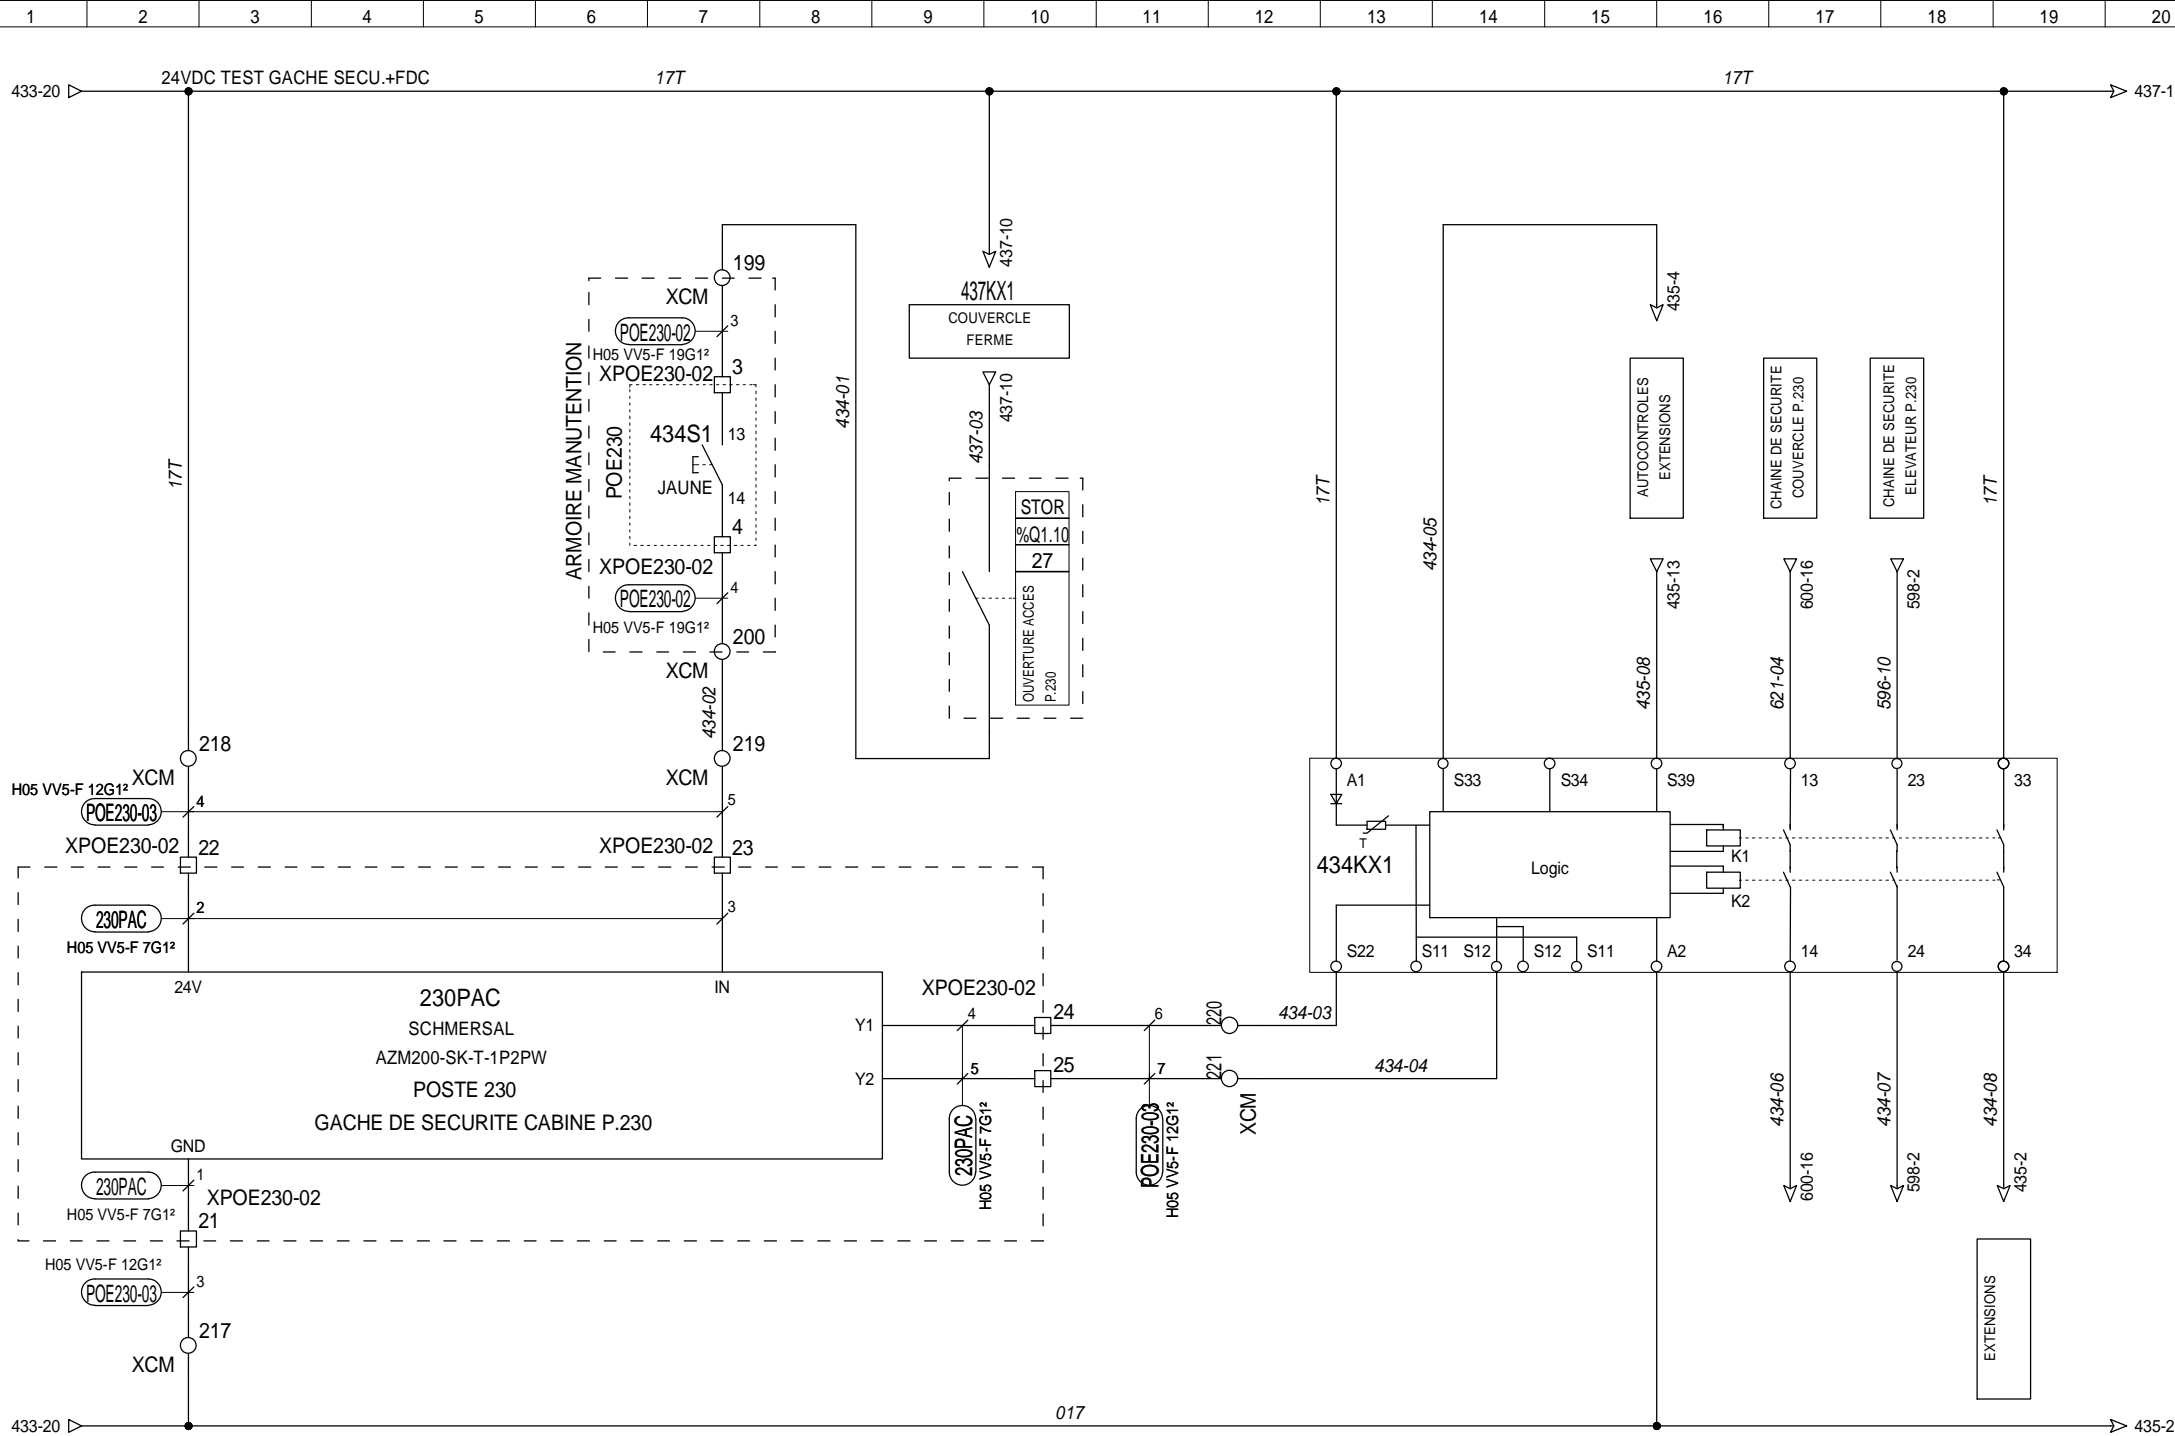 1 2 3 4 5 6 7 8 9 10 11 12 13 14 15 16 17 18 19 20
24VDC TEST GACHE SECU.+FDC
17T
17T
433-20
437-1
437-10
437KX1
COUVERCLE
FERME
437-10
437-03
199
XCM
POE230-02
3
H05 VV5-F 19G1²
XPOE230-02
3
ARMOIRE MANUTENTION
POE230
434S1
13
JAUNE
14
4
XPOE230-02
POE230-02
4
H05 VV5-F 19G1²
200
XCM
434-02
434-01
17T
STOR
%Q1.10
27
OUVERTURE ACCES
P.230
17T
434-05
435-4
AUTOCONTROLES
EXTENSIONS
CHAINE DE SECURITE
COUVERCLE P.230
CHAINE DE SECURITE
ELEVATEUR P.230
17T
435-13
600-16
598-2
435-08
621-04
596-10
218
XCM
219
XCM
H05 VV5-F 12G1²
POE230-03
4
5
XPOE230-02
22
XPOE230-02
23
230PAC
2
3
H05 VV5-F 7G1²
24V
IN
230PAC
SCHMERSAL
AZM200-SK-T-1P2PW
POSTE 230
GACHE DE SECURITE CABINE P.230
Y1
Y2
GND
XPOE230-02
4
24
6
220
434-03
5
25
7
221
434-04
230PAC
H05 VV5-F 7G1²
POE230-03
H05 VV5-F 12G1²
XCM
A1
S33
S34
S39
13
23
33
T
434KX1
Logic
K1
K2
S22
S11
S12
S12
S11
A2
14
24
34
434-06
434-07
434-08
600-16
598-2
435-2
EXTENSIONS
230PAC
1
XPOE230-02
H05 VV5-F 7G1²
21
H05 VV5-F 12G1²
POE230-03
3
217
XCM
433-20
017
435-2